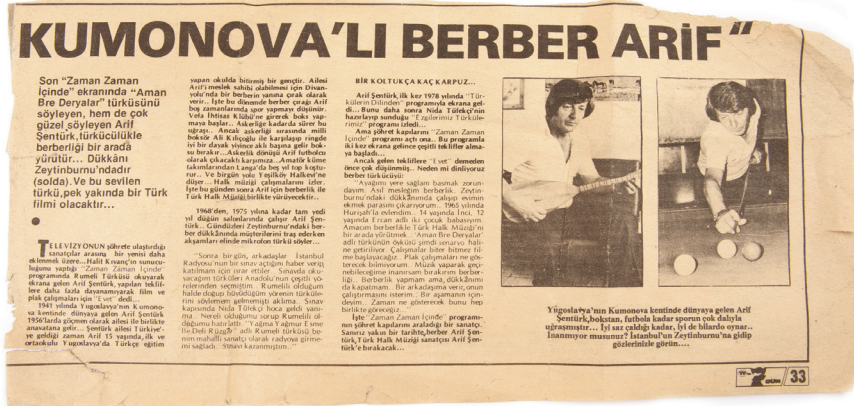 KUMONOVA'LI BERBER ARİF"
Son "Zaman Zaman
İçinde" ekranında "Aman
Bre Deryalar" türküsünü
söyleyen, hem de çok
güzel söyleyen Arif
Şentürk,türkücülükle
berberliği bir arada
yürütür... Dükkânı
Zeytinburnu'ndadır
(solda). Ve bu sevilen
türkü,pek yakında bir Türk
filmi olacaktır...
TELEVİZYONUN şöhrete ulaştırdığı
sanatçılar arasına bir yenisi daha
eklenmek üzere... Halit Kıvanç'ın sunucu-
luğunu yaptığı "Zaman Zaman İçinde"
programında Rumeli Türküsü okuyarak
ekrana gelen Arif Şentürk, yapılan teklif-
lere daha fazla dayanamıyarak film ve
plak çalışmaları için "Evet" dedi...
1941 yılında Yugoslavya'nın Kumono-
va kentinde dünyaya gelen Arif Şentürk
1956'larda göçmen olarak ailesi ile birlikte
anavatana gelir... Şentürk ailesi Türkiye'-
ye geldiği zaman Arif 15 yaşında,ilk ve
ortaokulu Yugoslavya'da Türkçe eğitim
yapan okulda bitirmiş bir gençtir. Ailesi
Arif'i meslek sahibi olabilmesi için Divan-
yolu'nda bir berberin yanına çırak olarak
verir.. İşte bu dönemde berber çırağı Arif
boş zamanlarında spor yapmayı düşünür.
Vefa İhtisas Klübü'ne girerek boks yap-
maya başlar.. Askerliğe kadarda sürer bu
uğraşı... Ancak askerliği sırasında milli
boksör Ali Kılıçoğlu ile karşılaşıp ringde
iyi bir dayak yiyince aklı başına gelir bok-
su bırakır...Askerlik dönüşü Arif futbolcu
olarak çıkacaktı karşınıza...Amatör küme
takımlarından Langa'da beş yıl top koştu-
rur.. Ve birgün yolu Yeşilköy Halkevi'ne
düşer... Halk müziği çalışmalarını izler.
İşte bu günden sonra Arif için berberlik ile
Türk Halk Müziği birlikte yürüyecektir...
1968'den, 1975 yılına kadar tam yedi
yıl düğün salonlarında çalışır Arif Şen-
türk.. Gündüzleri Zeytinburnu'ndaki ber-
ber dükkânında müşterilerini traş ederken
akşamları elinde mikrofon türkü söyler...
"Sonra bir gün, arkadaşlar İstanbul
Radyosu'nun bir sınav açtığını haber verip
katılmam için ısrar ettiler. Sınavda oku-
yacağım türküleri Anadolu'nun çeşitli yö-
relerinden seçmiştim. Rumelili olduğum
halde doğup büyüdüğüm yörenin türküle-
rini söylemen gelmemişti aklıma. Sınav
kapısında Nida Tüfekçi hoca geldi yanı-
ma. Nereli olduğumu sorup Rumelili ol-
duğumu hatırlattı. "Yağma Yağmur Esme
Be Deli Rüzgâr" adlı Rumeli türküsü be-
nim mahalli sanatçı olarak radyoya girme-
mi sağladı. Sınavı kazanmıştım.."
BİR KOLTUKÇA KAÇ KARPUZ...
Arif Şentürk,ilk kez 1978 yılında "Tür-
külerin Dilinden" programıyla ekrana gel-
di... Bunu daha sonra Nida Tüfekçi'nin
hazırlayıp sunduğu "Ezgilerimiz Türküle-
rimiz" programı izledi...
Ama şöhret kapılarını "Zaman Zaman
İçinde" programı açtı ona.. Bu programla
iki kez ekrana gelince çeşitli teklifler alma-
ya başladı...
Ancak gelen tekliflere "Evet" demeden
önce çok düşünmüş.. Neden mi dinliyoruz
berber türkücüyü:
"Ayağımı yere sağlam basmak zorun-
dayım. Asıl mesleğim berberlik. Zeytin-
burnu'ndaki dükkânımda çalışıp evimin
ekmek parasını çıkarıyorum.. 1965 yılında
Hurişah'la evlendim.. 14 yaşında İnci, 12
yaşında Ercan adlı iki çocuk babasıyım.
Amacım berberlikle Türk Halk Müziği'ni
bir arada yürütmek.. 'Aman Bre Deryalar'
adlı türkünün öyküsü şimdi senaryo hali-
ne getiriliyor. Çalışmalar biter bitmez fil-
me başlayacağız.. Plak çalışmaları ne gös-
terecek bilmiyorum. Müzik yaparak geçi-
nebileceğime inanırsam bırakırım berber-
liği. Berberlik yapmam ama,dükkânımı
da kapatmam.. Bir arkadaşıma verir,onun
çalıştırmasını isterim. Bir aşamanın için-
deyim. Zaman ne gösterecek bunu hep
birlikte göreceğiz...
İşte "Zaman Zaman İçinde" programı-
nın şöhret kapılarını araladığı bir sanatçı.
Sanırız yakın bir tarihte,berber Arif Şen-
türk,Türk Halk Müziği sanatçısı Arif Şen-
türk'e bırakacak...
Yugoslavya'nın Kumonova kentinde dünyaya gelen Arif
Şentürk,bokstan, futbola kadar sporun çok dalıyla
uğraşmıştır... İyi saz çaldığı kadar, iyi de bilardo oynar..
İnanmıyor musunuz? İstanbul'un Zeytinburnu'na gidip
gözlerinizle görün....
33